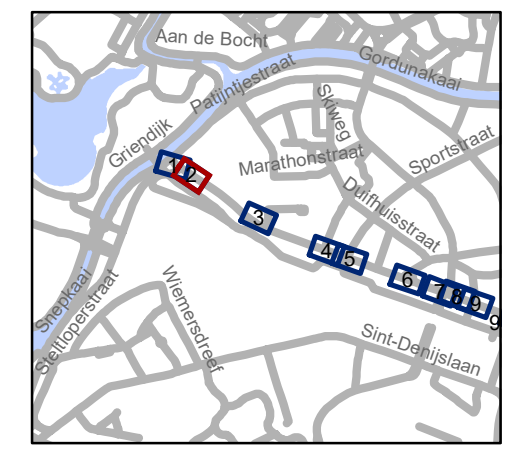 Aan de Bocht
Gordunakaai
Patijntjestraat
Skiweg
Griendijk
Marathonstraat
Sportstraat
Duifhuisstraat
1
2
3
4
5
6
7
8
9
9
Snepkaai
Steltloperstraat
Wiemersdreef
Sint-Denijslaan